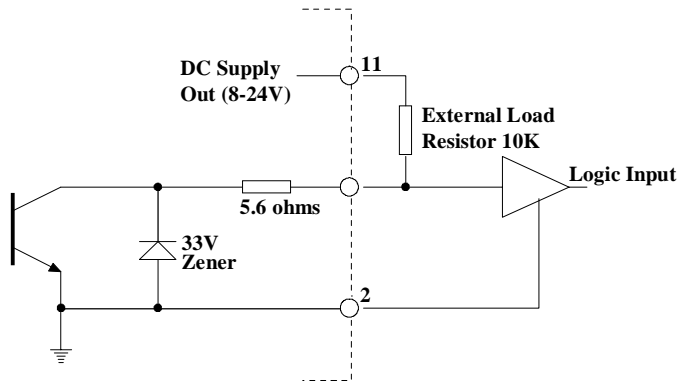 DC Supply
Out (8-24V)
11
External Load
Resistor 10K
Logic Input
5.6 ohms
33V
Zener
2